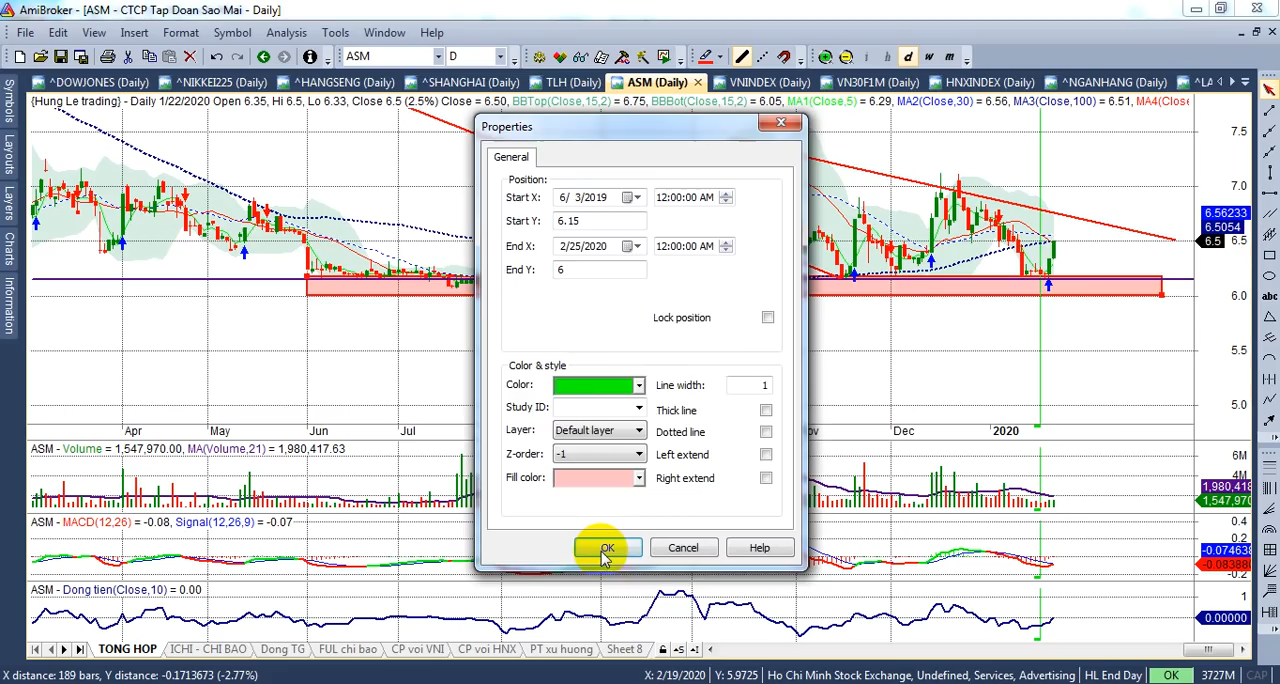 AmiBroker - [ASM - CTCP Tap Doan Sao Mai - Daily]
File Edit View Insert Format Symbol Analysis Tools Window Help
ASM D i h d w m
^DOWJONES (Daily) ^NIKKEI225 (Daily) ^HANGSENG (Daily) ^SHANGHAI (Daily) TLH (Daily) ASM (Daily) VNINDEX (Daily) VN30F1M (Daily) HNXINDEX (Daily) ^NGANHANG (Daily) ^LA
{Hung Le trading} - Daily 1/22/2020 Open 6.35, Hi 6.5, Lo 6.33, Close 6.5 (2.5%) Close = 6.50, BBTop(Close,15,2) = 6.75, BBBot(Close,15,2) = 6.05, MA1(Close,5) = 6.29, MA2(Close,30) = 6.56, MA3(Close,100) = 6.51, MA4(Close
Symbols
Layouts
Layers
Charts
Information
Properties
General
Position:
Start X: 6/ 3/2019 12:00:00 AM
Start Y: 6.15
End X: 2/25/2020 12:00:00 AM
End Y: 6
Lock position
Color & style
Color: Line width: 1
Study ID: Thick line
Layer: Default layer Dotted line
Z-order: -1 Left extend
Fill color: Right extend
OK Cancel Help
7.5
7.0
6.56233
6.5054
6.5
6.0
5.5
5.0
abc
Apr May Jun Jul Dec 2020
ASM - Volume = 1,547,970.00, MA(Volume,21) = 1,980,417.63
6M
4M
1,980,418
1,547,970
ASM - MACD(12,26) = -0.08, Signal(12,26,9) = -0.07
0.4
0.2
-0.074638
-0.2
ASM - Dong tien(Close,10) = 0.00
1
0.00000
TONG HOP ICHI - CHI BAO Dong TG FUL chi bao CP voi VNI CP voi HNX PT xu huong Sheet 8
X distance: 189 bars, Y distance: -0.1713673 (-2.77%) X: 2/19/2020 Y: 5.9725 Ho Chi Minh Stock Exchange, Undefined, Services, Advertising HL End Day OK 3727M CAP